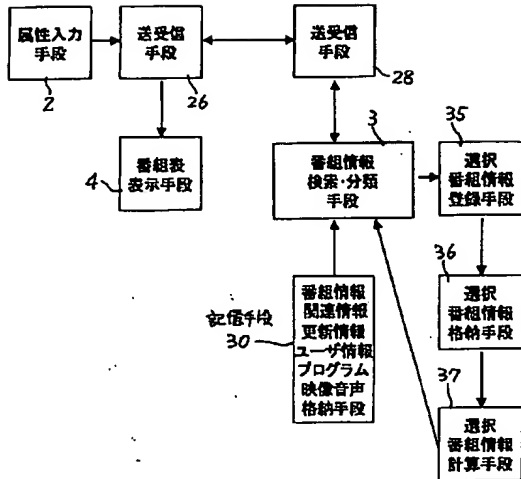 属性入力
手段
2
送受信
手段
26
送受信
手段
28
番組表
表示手段
4
3
番組情報
検索・分類
手段
35
選択
番組情報
登録手段
36
選択
番組情報
格納手段
37
選択
番組情報
計算手段
記信手段
30
番組情報
関連情報
更新情報
ユーザ情報
プログラム
映像音声
格納手段